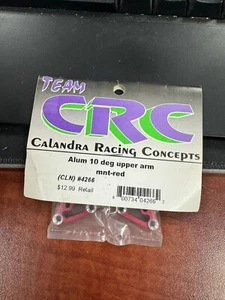 TEAM
CRC
Calandra Racing Concepts
Alum 10 deg upper arm
mnt-red
(CLN) #4266
$12.99 Retail
00734 04266